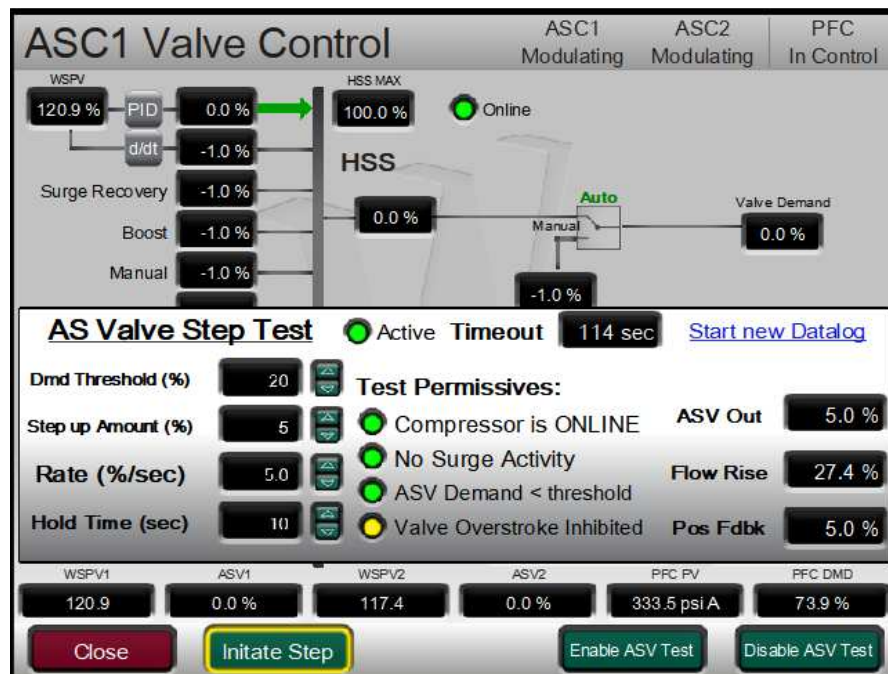 ASC1 Valve Control
ASC1 ASC2 PFC
Modulating Modulating In Control
WSPV
120.9 % PID 0.0 %
HSS MAX
100.0 % Online
d/dt -1.0 %
HSS
Surge Recovery -1.0 %
0.0 %
Auto
Manual
Valve Demand
0.0 %
Boost -1.0 %
Manual -1.0 %
-1.0 %
AS Valve Step Test Active Timeout 114 sec Start new Datalog
Dmd Threshold (%) 20
Step up Amount (%) 5
Rate (%/sec) 5.0
Hold Time (sec) 10
Test Permissives:
Compressor is ONLINE
No Surge Activity
ASV Demand < threshold
Valve Overstroke Inhibited
ASV Out 5.0 %
Flow Rise 27.4 %
Pos Fdbk 5.0 %
WSPV1 ASV1 WSPV2 ASV2 PFC PV PFC DMD
120.9 0.0 % 117.4 0.0 % 333.5 psi A 73.9 %
Close Initate Step Enable ASV Test Disable ASV Test